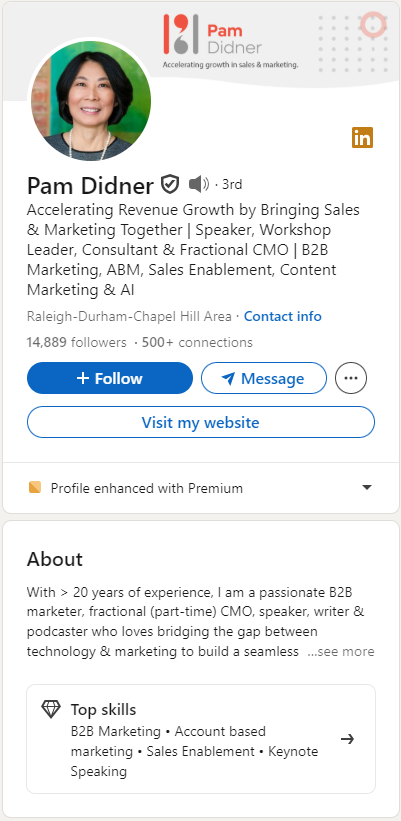 Pam
Didner
Accelerating growth in sales & marketing.
in
Pam Didner · 3rd
Accelerating Revenue Growth by Bringing Sales
& Marketing Together | Speaker, Workshop
Leader, Consultant & Fractional CMO | B2B
Marketing, ABM, Sales Enablement, Content
Marketing & AI
Raleigh-Durham-Chapel Hill Area · Contact info
14,889 followers · 500+ connections
+ Follow
Message
Visit my website
Profile enhanced with Premium
About
With > 20 years of experience, I am a passionate B2B
marketer, fractional (part-time) CMO, speaker, writer &
podcaster who loves bridging the gap between
technology & marketing to build a seamless ...see more
Top skills
B2B Marketing • Account based
marketing • Sales Enablement • Keynote
Speaking